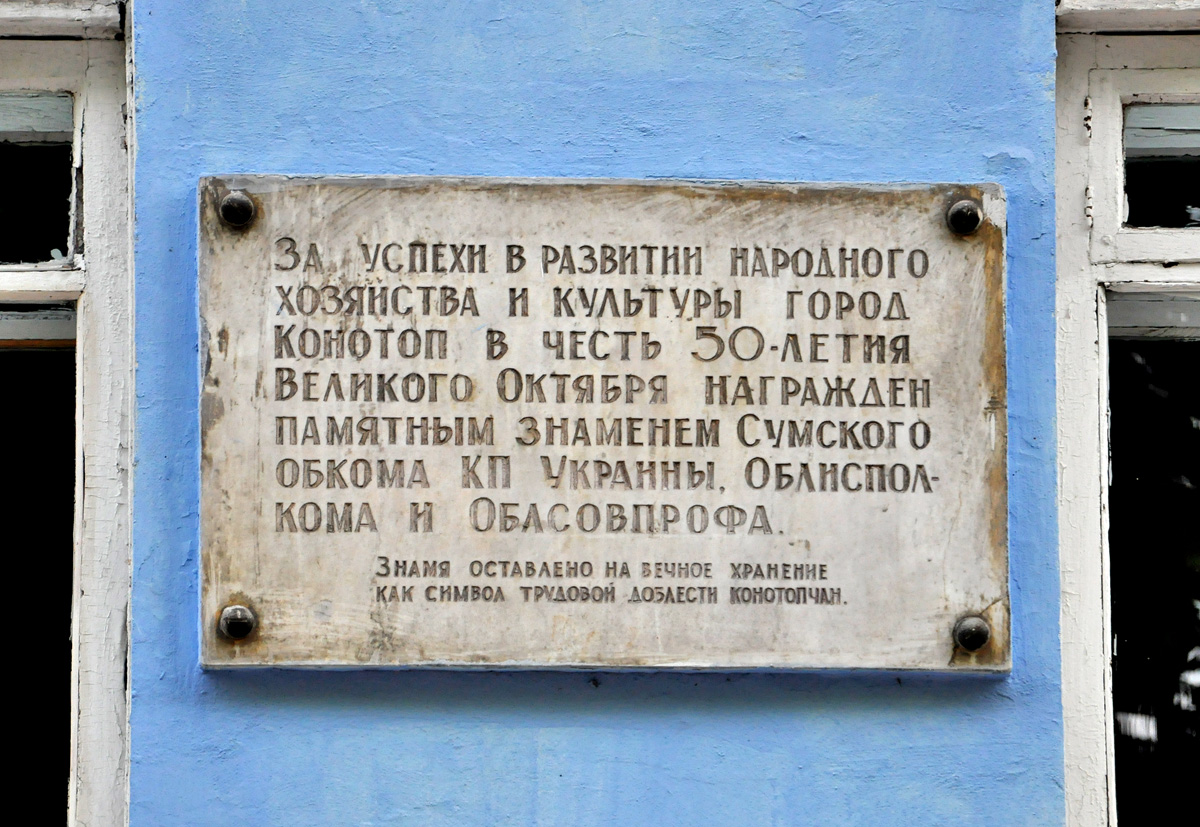 За успехи в развитии народного
хозяйства и культуры город
Конотоп в честь 50-летия
Великого Октября награжден
памятным знаменем Сумского
обкома КП Украины, Облиспол-
кома и Обасовпрофа.
Знамя оставлено на вечное хранение
как символ трудовой доблести конотопчан.